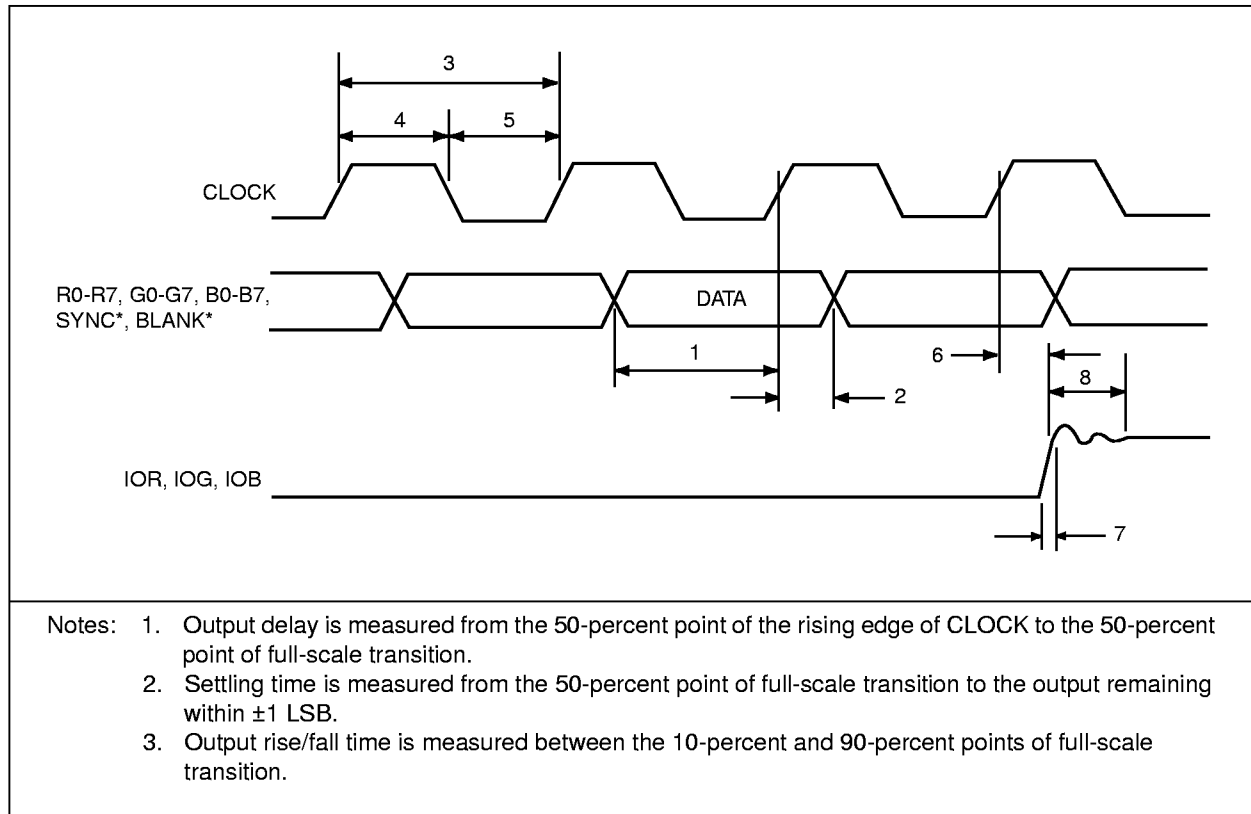 3
4
5
CLOCK
R0-R7, G0-G7, B0-B7,
SYNC*, BLANK*
DATA
1
6
2
8
IOR, IOG, IOB
7
Notes: 1. Output delay is measured from the 50-percent point of the rising edge of CLOCK to the 50-percent
point of full-scale transition.
2. Settling time is measured from the 50-percent point of full-scale transition to the output remaining
within ±1 LSB.
3. Output rise/fall time is measured between the 10-percent and 90-percent points of full-scale
transition.